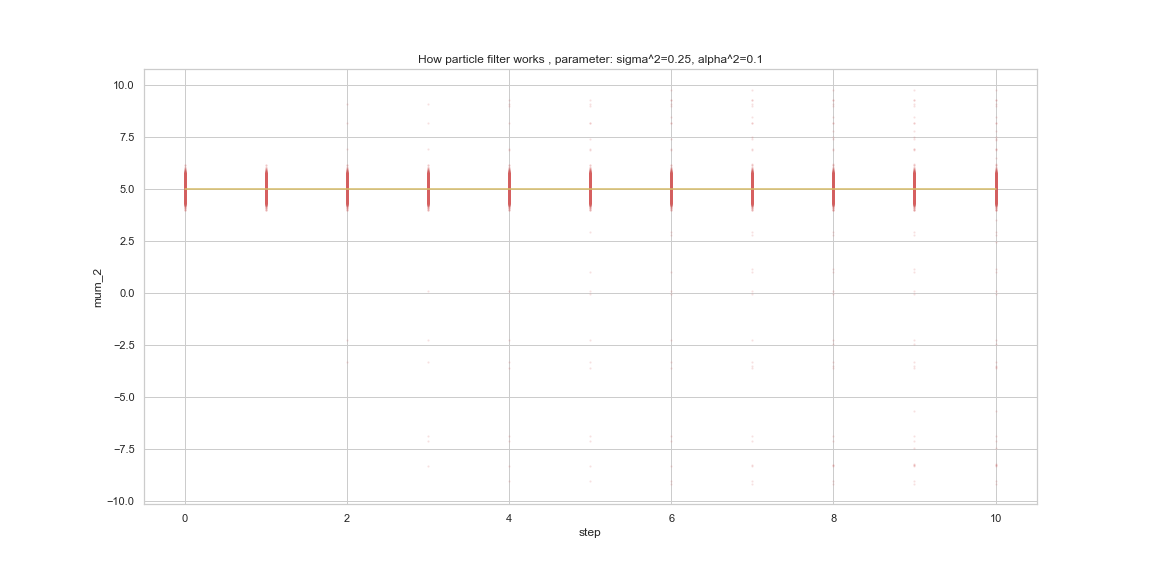 How particle filter works , parameter: sigma^2=0.25, alpha^2=0.1
10.0
7.5
5.0
2.5
0.0
−2.5
−5.0
−7.5
−10.0
mum_2
0 2 4 6 8 10
step